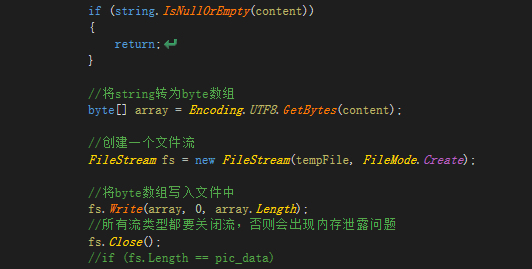 if (string.IsNullOrEmpty(content))
{
return;
}
//将string转为byte数组
byte[] array = Encoding.UTF8.GetBytes(content);
//创建一个文件流
FileStream fs = new FileStream(tempFile, FileMode.Create);
//将byte数组写入文件中
fs.Write(array, 0, array.Length);
//所有流类型都要关闭流，否则会出现内存泄露问题
fs.Close();
//if (fs.Length == pic_data)